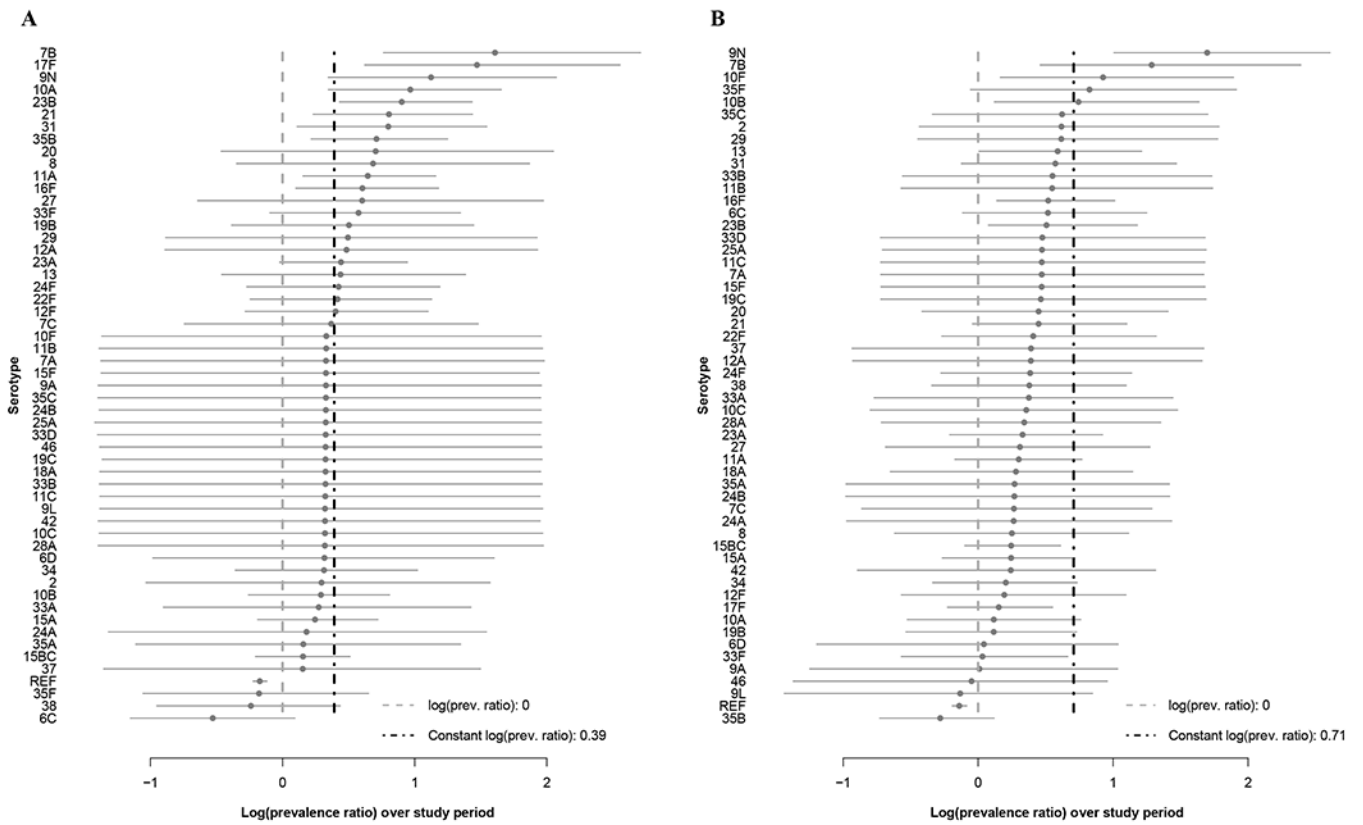 A
7B
17F
9N
10A
23B
21
31
35B
20
8
11A
16F
27
33F
19B
29
12A
23A
13
24F
22F
12F
7C
10F
11B
7A
15F
9A
35C
24B
25A
33D
46
19C
18A
33B
11C
9L
42
10C
28A
6D
34
2
10B
33A
15A
24A
35A
15BC
37
REF
35F
38
6C
Serotype
log(prev. ratio): 0
Constant log(prev. ratio): 0.39
−1 0 1 2
Log(prevalence ratio) over study period
B
9N
7B
10F
35F
10B
35C
2
29
13
31
33B
11B
16F
6C
23B
33D
25A
11C
7A
15F
19C
20
21
22F
37
12A
24F
38
33A
10C
28A
23A
27
11A
18A
35A
24B
7C
24A
8
15BC
15A
42
34
12F
17F
10A
19B
6D
33F
9A
46
9L
REF
35B
Serotype
log(prev. ratio): 0
Constant log(prev. ratio): 0.71
−1 0 1 2
Log(prevalence ratio) over study period